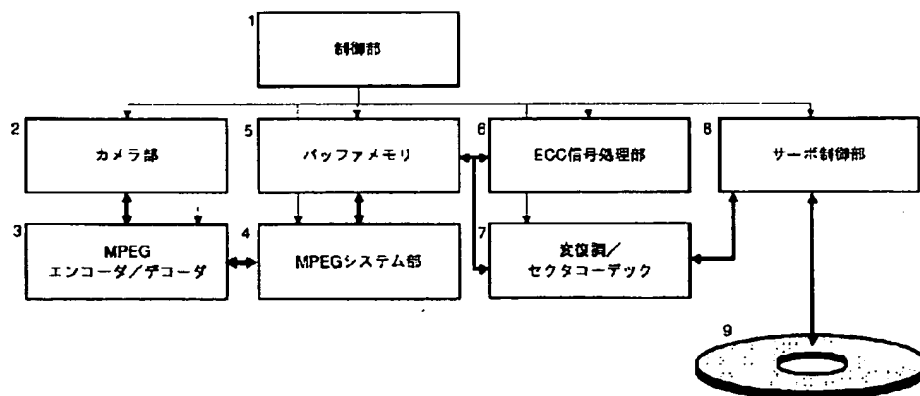 1
制御部
2
カメラ部
5
バッファメモリ
6
ECC信号処理部
8
サーボ制御部
3
MPEG
エンコーダ/デコーダ
4
MPEGシステム部
7
変復調/
セクタコーデック
9